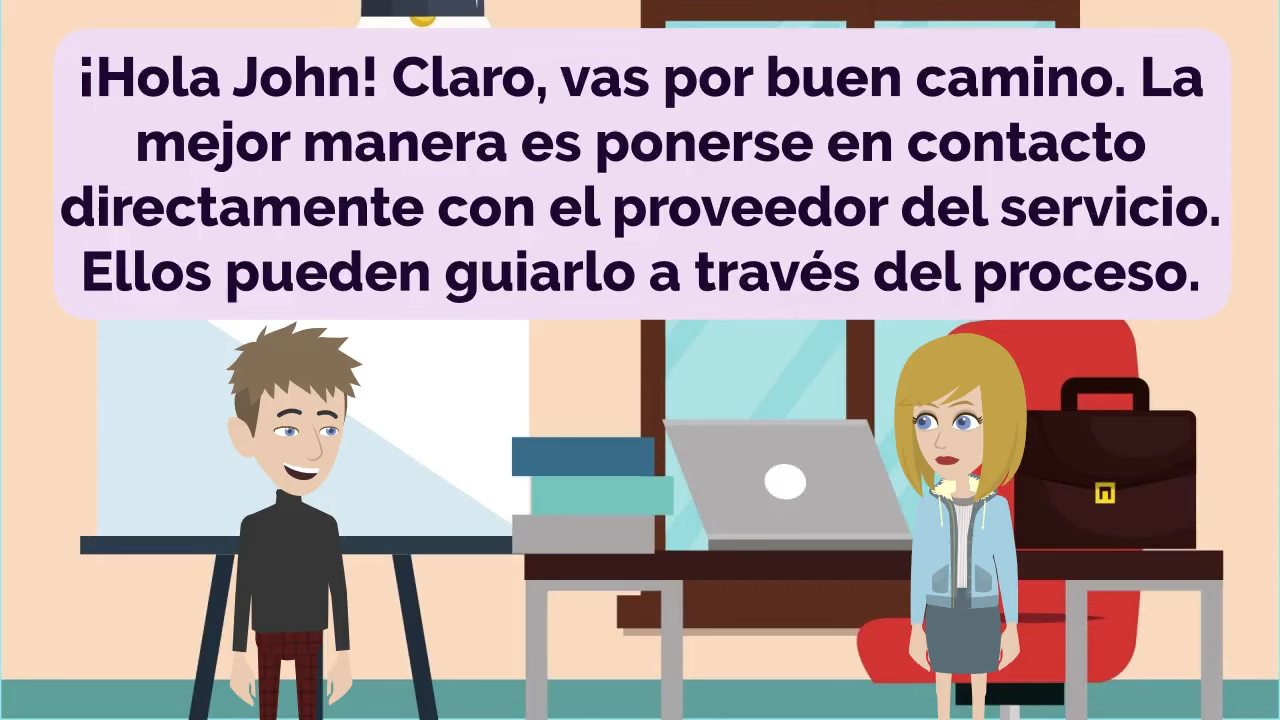 ¡Hola John! Claro, vas por buen camino. La
mejor manera es ponerse en contacto
directamente con el proveedor del servicio.
Ellos pueden guiarlo a través del proceso.